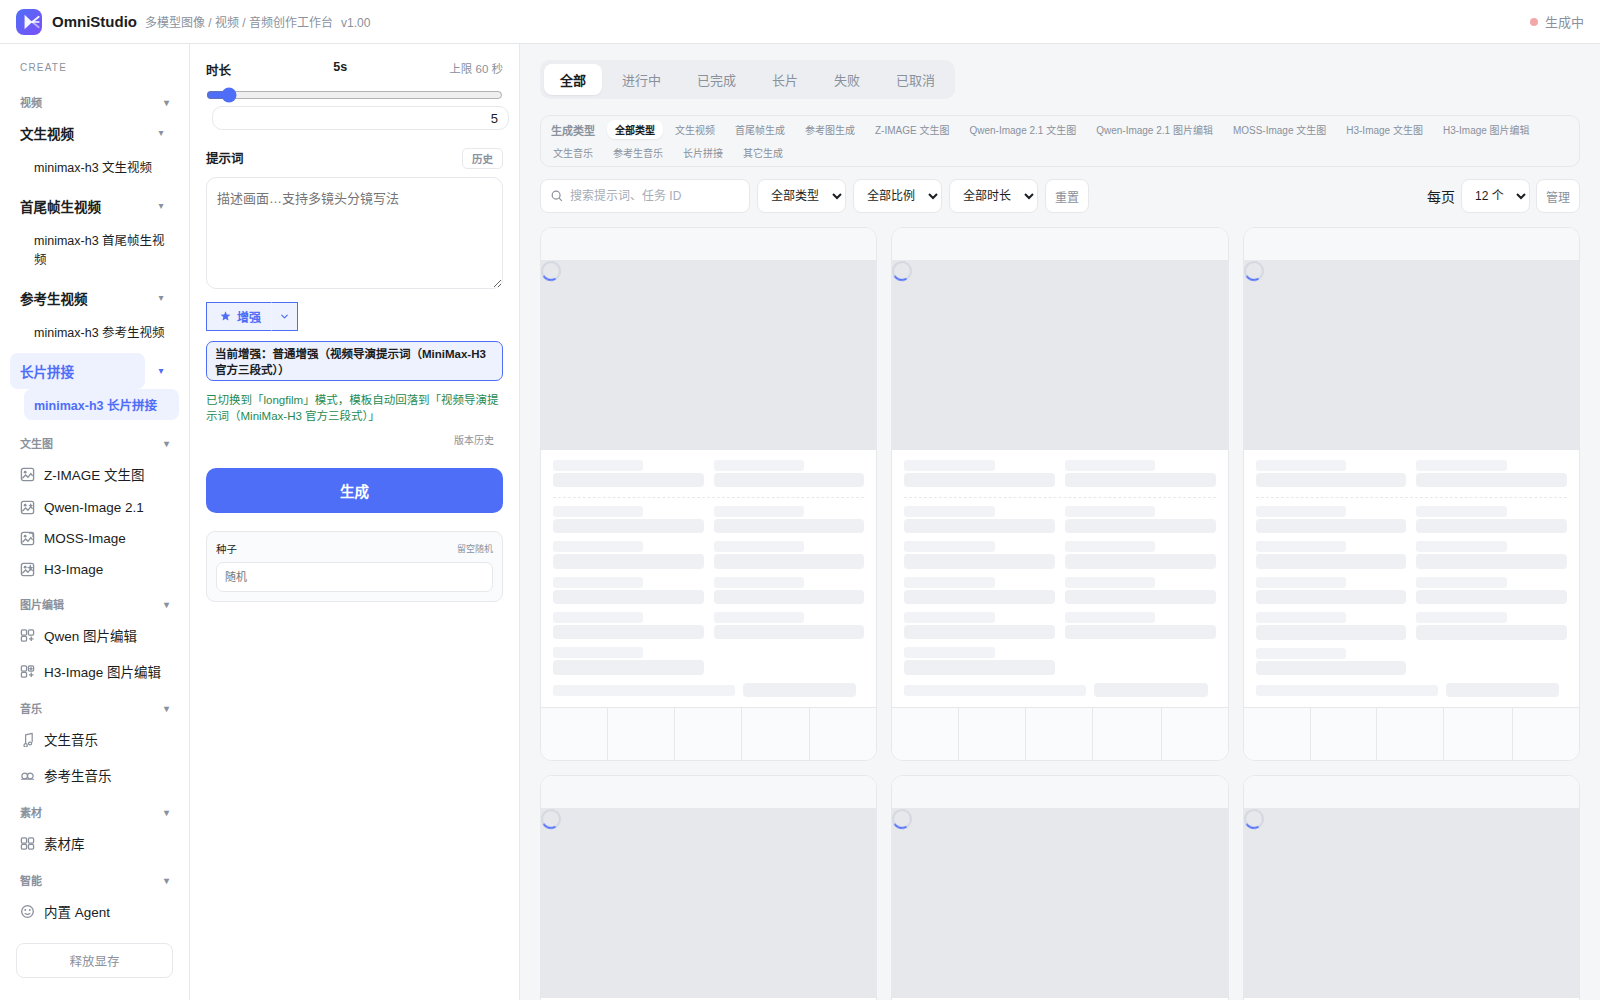 OmniStudio 多模型图像 / 视频 / 音频创作工作台 v1.00
生成中
CREATE
视频
文生视频
minimax-h3 文生视频
首尾帧生视频
minimax-h3 首尾帧生视
频
参考生视频
minimax-h3 参考生视频
长片拼接
minimax-h3 长片拼接
文生图
Z-IMAGE 文生图
Qwen-Image 2.1
MOSS-Image
H3-Image
图片编辑
Qwen 图片编辑
H3-Image 图片编辑
音乐
文生音乐
参考生音乐
素材
素材库
智能
内置 Agent
释放显存
时长 5s 上限 60 秒
5
提示词 历史
描述画面…支持多镜头分镜写法
增强
当前增强：普通增强（视频导演提示词（MiniMax-H3
官方三段式））
已切换到「longfilm」模式，模板自动回落到「视频导演提
示词（MiniMax-H3 官方三段式）」
版本历史
生成
种子 留空随机
随机
全部 进行中 已完成 长片 失败 已取消
生成类型 全部类型 文生视频 首尾帧生成 参考图生成 Z-IMAGE 文生图 Qwen-Image 2.1 文生图 Qwen-Image 2.1 图片编辑 MOSS-Image 文生图 H3-Image 文生图 H3-Image 图片编辑
文生音乐 参考生音乐 长片拼接 其它生成
搜索提示词、任务 ID 全部类型 全部比例 全部时长 重置 每页 12 个 管理